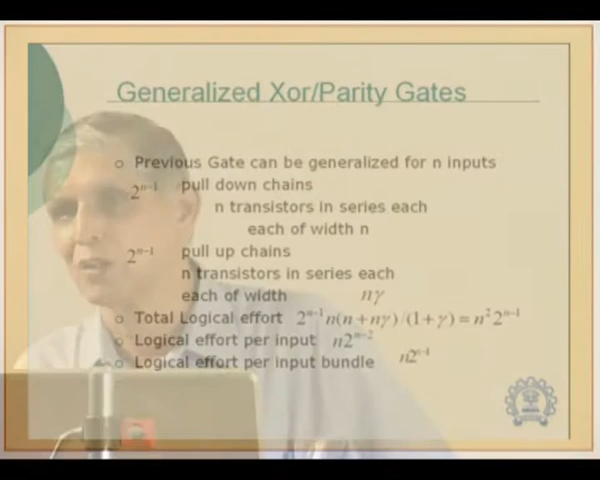 Generalized Xor/Parity Gates
o Previous Gate can be generalized for n inputs
2^{n-1} pull down chains
n transistors in series each
each of width n
2^{n-1} pull up chains
n transistors in series each
each of width nγ
o Total Logical effort 2^{n-1}n(n+nγ)/(1+γ)=n^2 2^{n-1}
o Logical effort per input n2^{n-2}
o Logical effort per input bundle n2^{n-1}